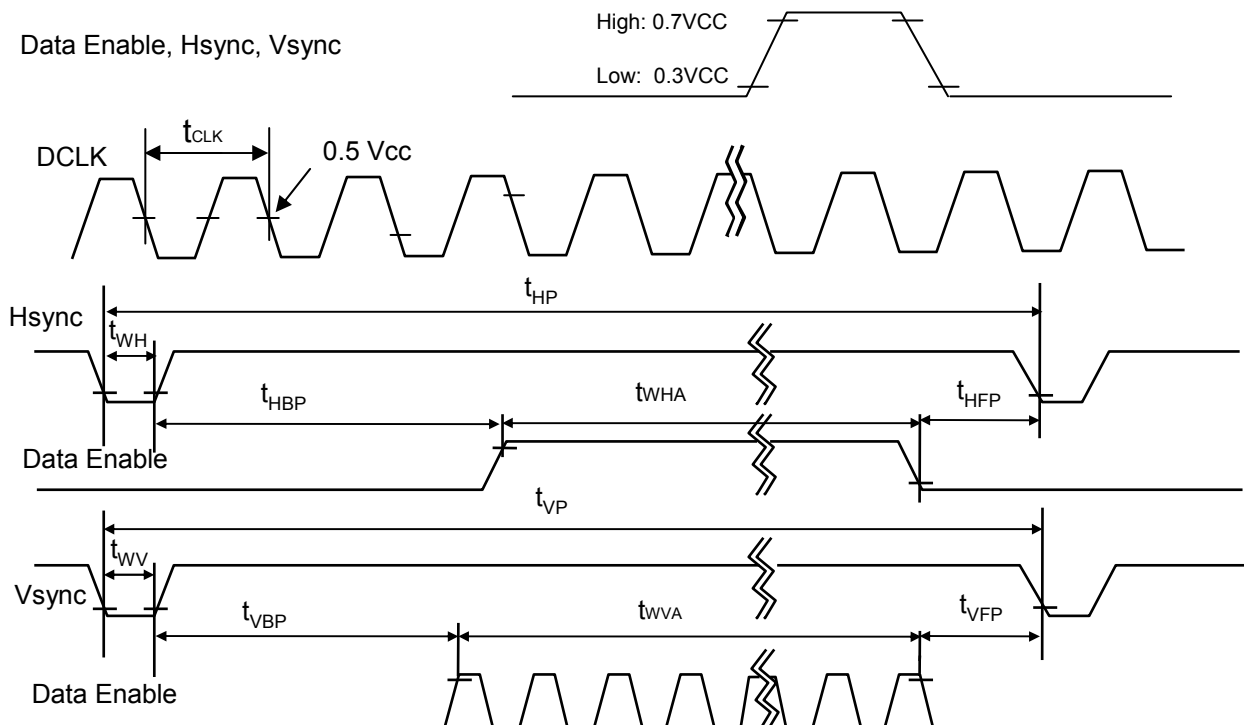 High: 0.7VCC
Data Enable, Hsync, Vsync
Low: 0.3VCC
tCLK
DCLK
0.5 Vcc
tHP
Hsync
tWH
tHBP
tWHA
tHFP
Data Enable
tVP
tWV
Vsync
tVBP
tWVA
tVFP
Data Enable